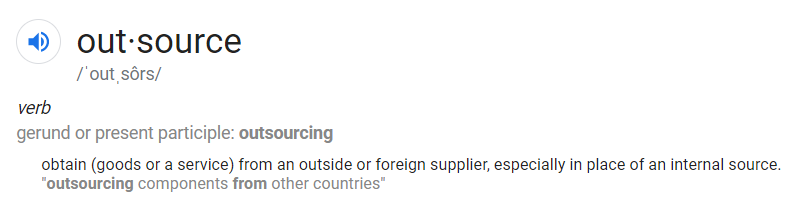 out·source
/ˈoutˌsôrs/
verb
gerund or present participle: outsourcing
obtain (goods or a service) from an outside or foreign supplier, especially in place of an internal source.
"outsourcing components from other countries"